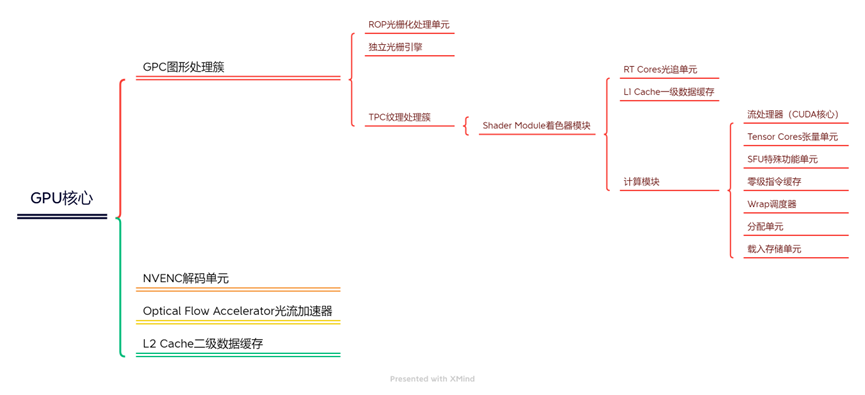 GPU核心
GPC图形处理簇
ROP光栅化处理单元
独立光栅引擎
TPC纹理处理簇
Shader Module着色器模块
RT Cores光追单元
L1 Cache一级数据缓存
计算模块
流处理器（CUDA核心）
Tensor Cores张量单元
SFU特殊功能单元
零级指令缓存
Wrap调度器
分配单元
载入存储单元
NVENC解码单元
Optical Flow Accelerator光流加速器
L2 Cache二级数据缓存
Presented with XMind